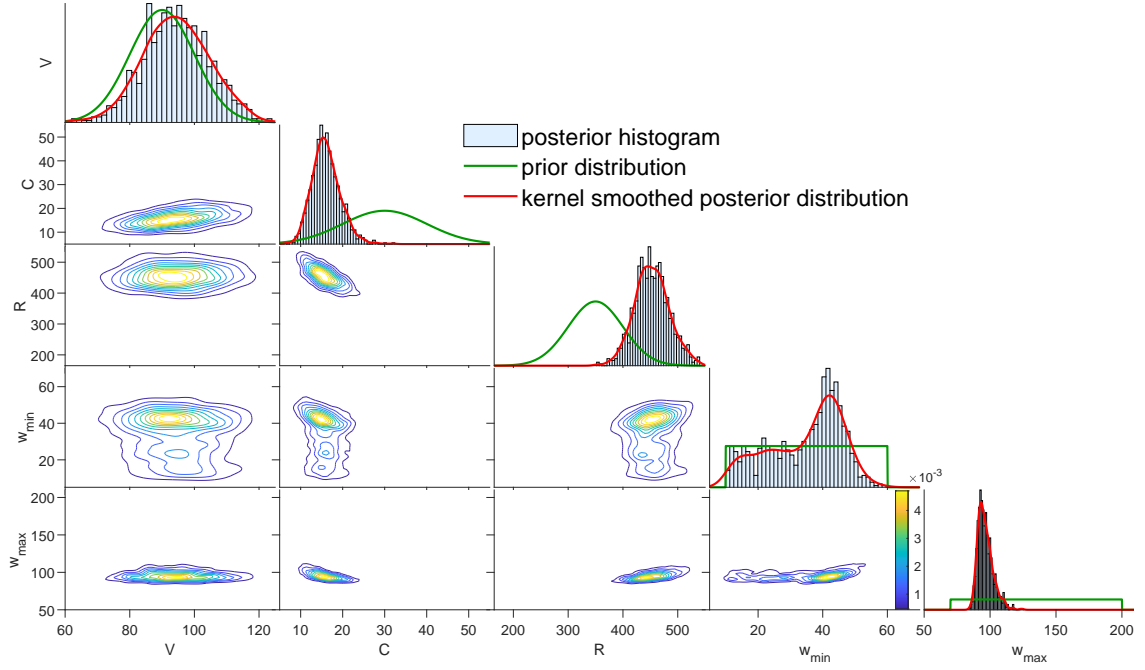 V
50
40
30
20
10
C
posterior histogram
prior distribution
kernel smoothed posterior distribution
500
400
300
200
R
60
40
20
w_min
×10^-3
4
3
2
1
200
150
100
50
w_max
60 80 100 120
V
10 20 30 40 50
C
200 300 400 500
R
20 40 60
w_min
50 100 150 200
w_max